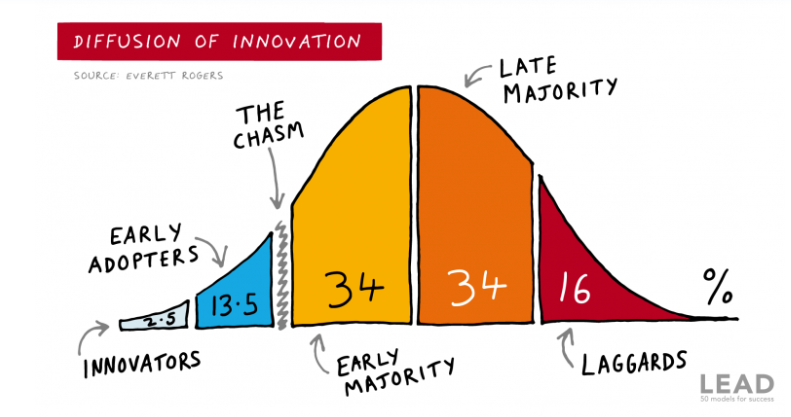 DIFFUSION OF INNOVATION
SOURCE: EVERETT ROGERS
LATE
MAJORITY
THE
CHASM
EARLY
ADOPTERS
2.5
13.5
34
34
16
%
INNOVATORS
EARLY
MAJORITY
LAGGARDS
LEAD
50 models for success